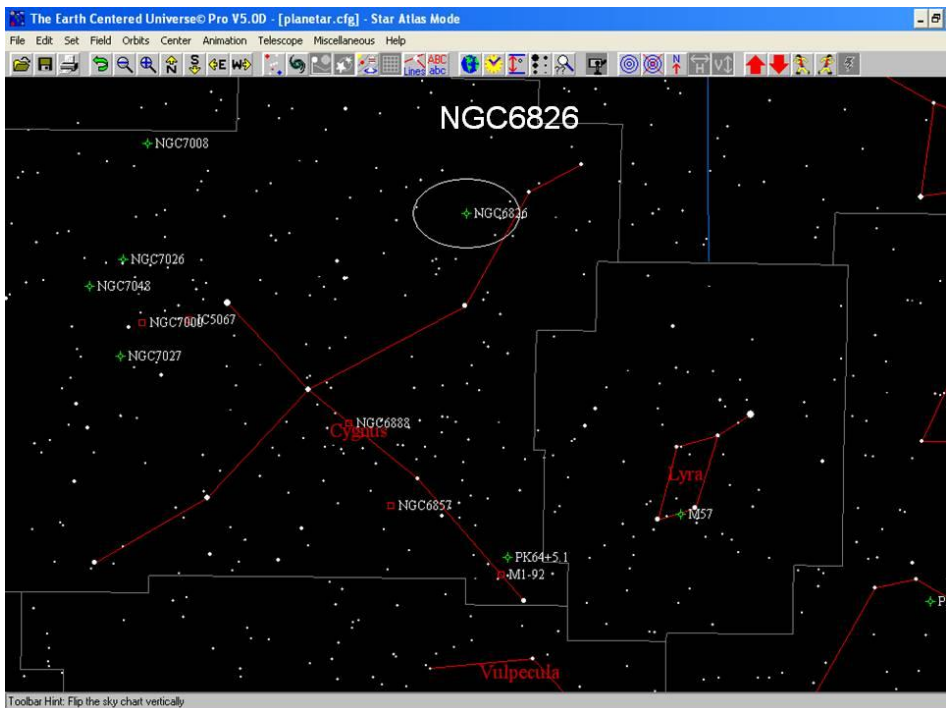 The Earth Centered Universe© Pro V5.0D - [planetar.cfg] - Star Atlas Mode
File Edit Set Field Orbits Center Animation Telescope Miscellaneous Help
N S E W Lines ABC abc N H V
NGC6826
NGC7008
NGC6826
NGC7026
NGC7048
NGC7000 IC5067
NGC7027
NGC6888
Cygnus
Lyra
NGC6857
M57
PK64+5.1
M1-92
P
Vulpecula
Toolbar Hint: Flip the sky chart vertically